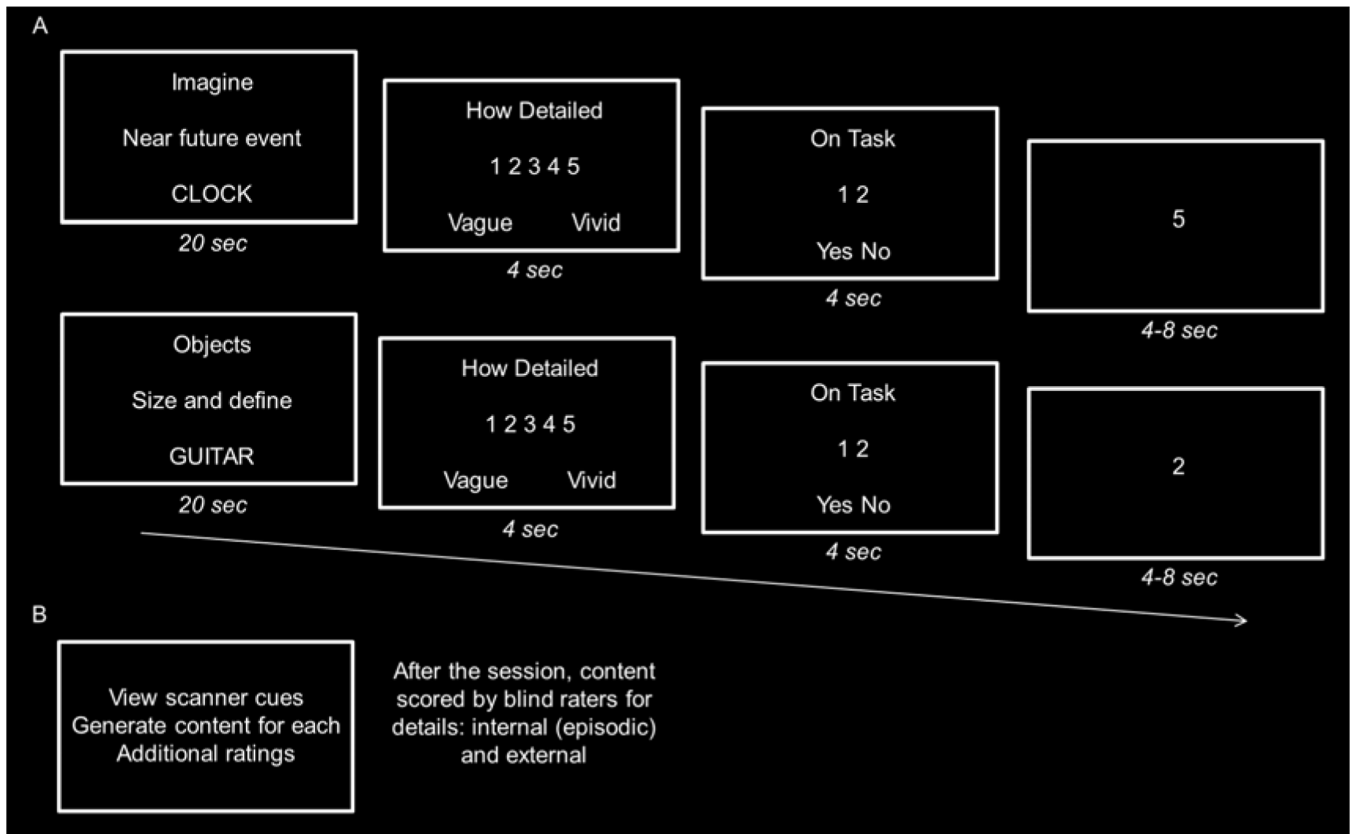 A
Imagine
Near future event
CLOCK
20 sec
How Detailed
1 2 3 4 5
Vague Vivid
4 sec
On Task
1 2
Yes No
4 sec
5
4-8 sec
Objects
Size and define
GUITAR
20 sec
How Detailed
1 2 3 4 5
Vague Vivid
4 sec
On Task
1 2
Yes No
4 sec
2
4-8 sec
B
View scanner cues
Generate content for each
Additional ratings
After the session, content
scored by blind raters for
details: internal (episodic)
and external